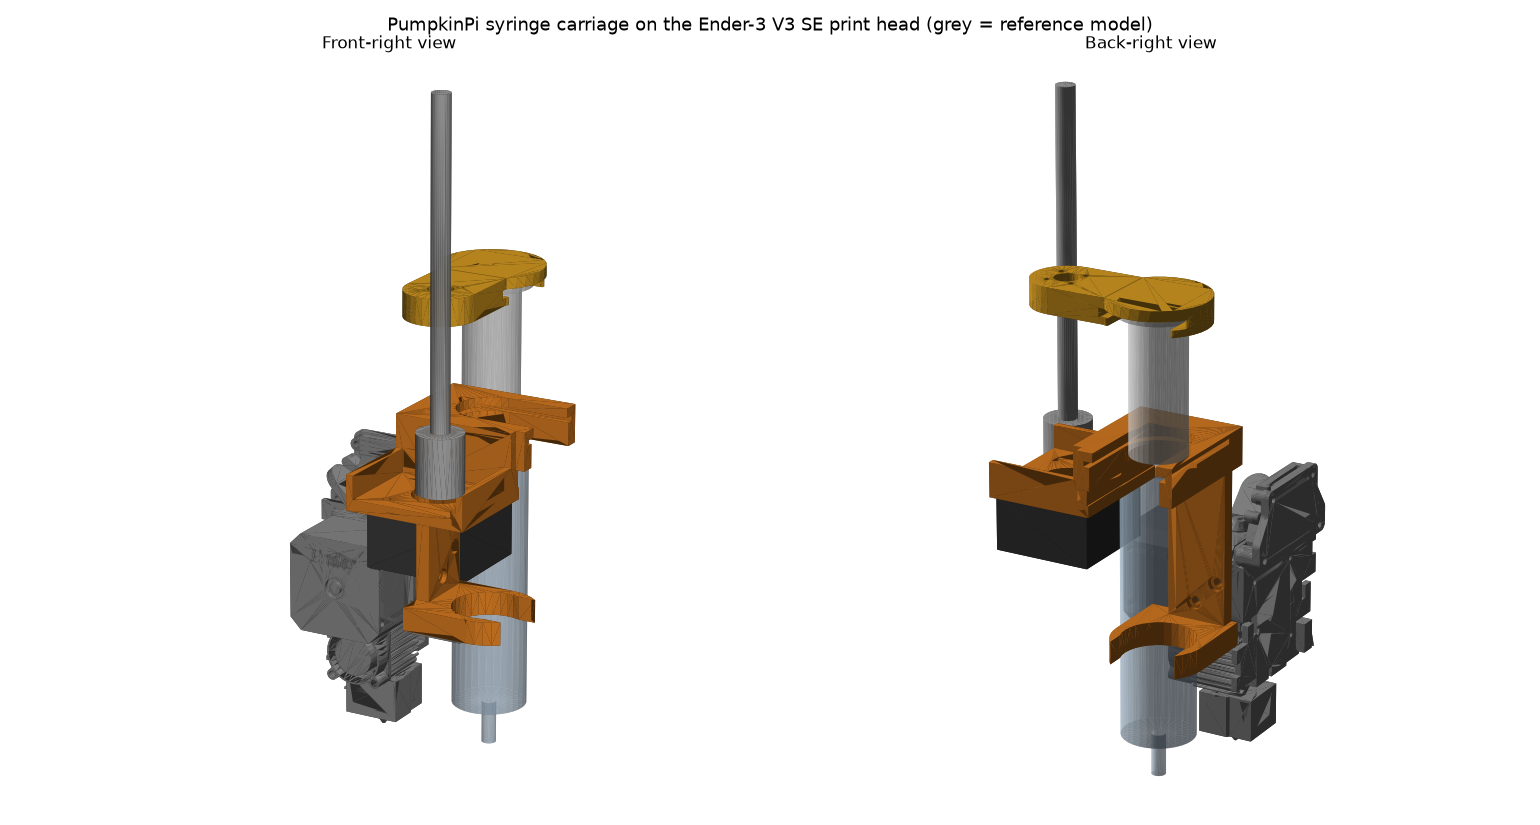 PumpkinPi syringe carriage on the Ender-3 V3 SE print head (grey = reference model)
Front-right view
Back-right view